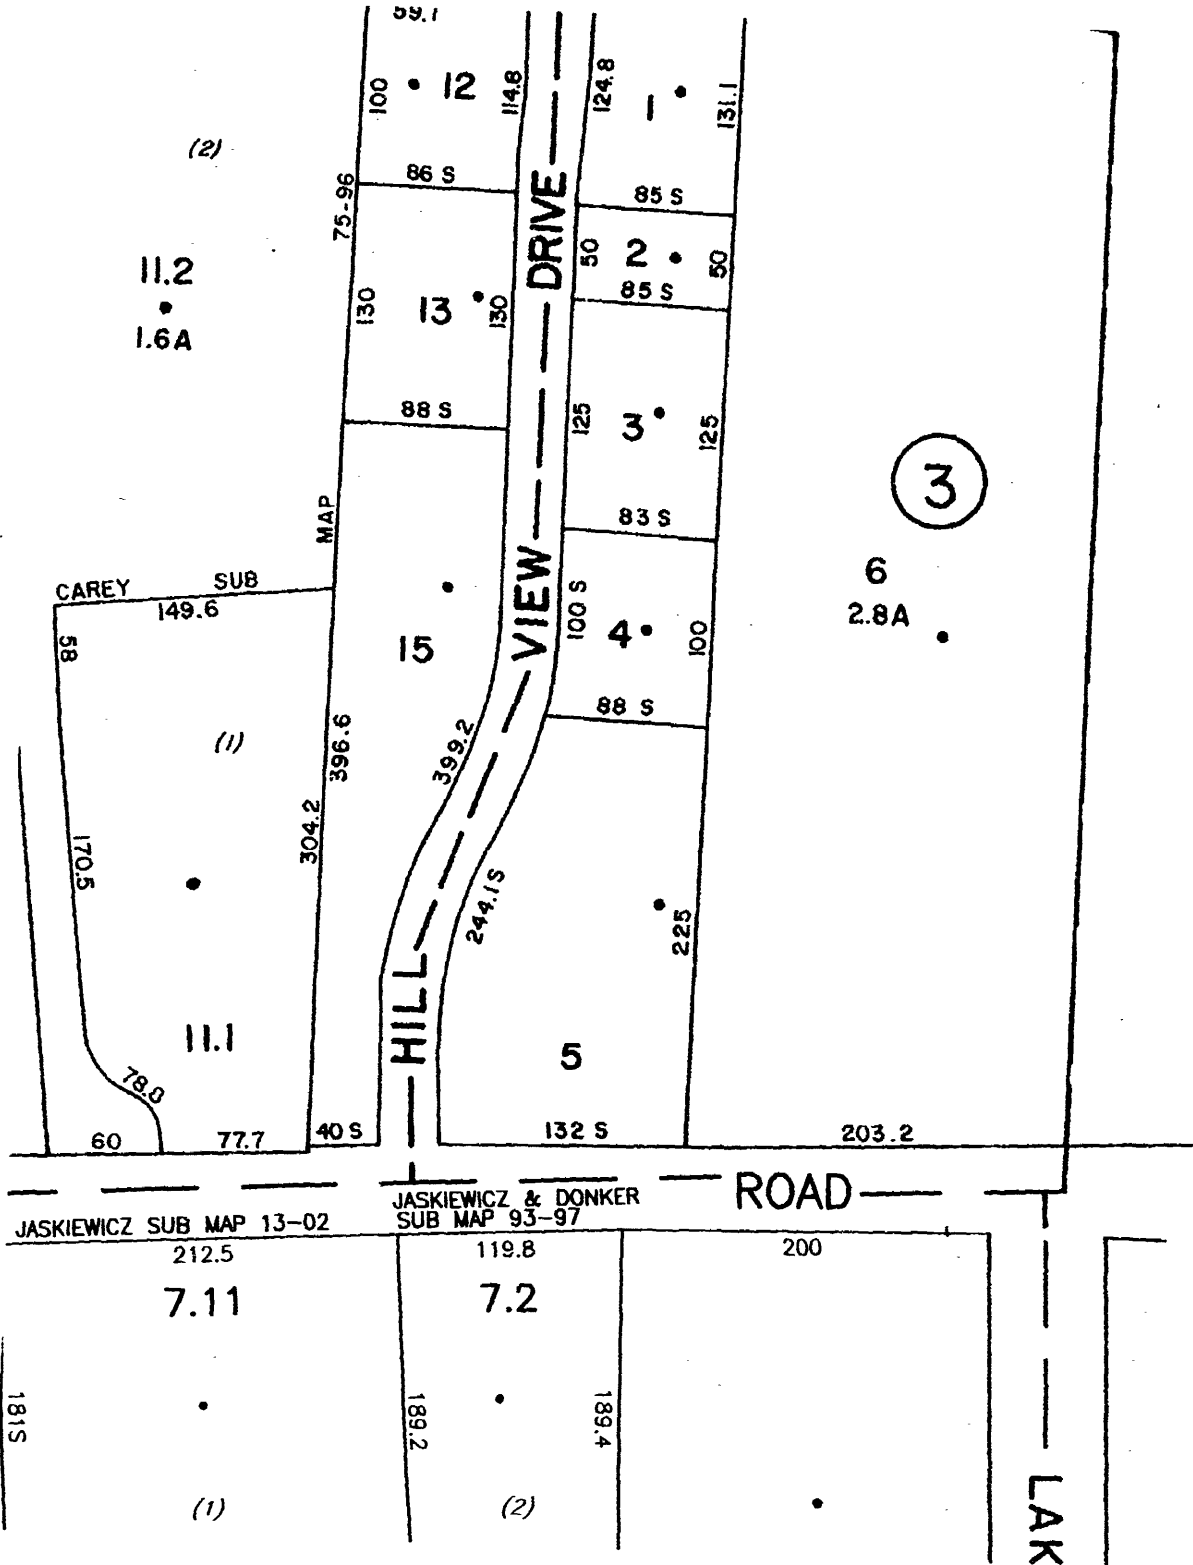 59.1
100
12
114.8
124.8
1
131.1
(2)
86 S
85 S
75-96
DRIVE
50
2
50
11.2
1.6A
130
13
130
85 S
88 S
125
3
125
3
MAP
83 S
6
2.8A
CAREY SUB
149.6
58
VIEW
100 S
4
100
15
88 S
(1)
396.6
399.2
304.2
170.5
244.1S
225
11.1
HILL
5
78.0
60
77.7
40 S
132 S
203.2
ROAD
JASKIEWICZ & DONKER
SUB MAP 93-97
JASKIEWICZ SUB MAP 13-02
212.5
119.8
200
7.11
7.2
181S
189.2
189.4
(1)
(2)
LAK